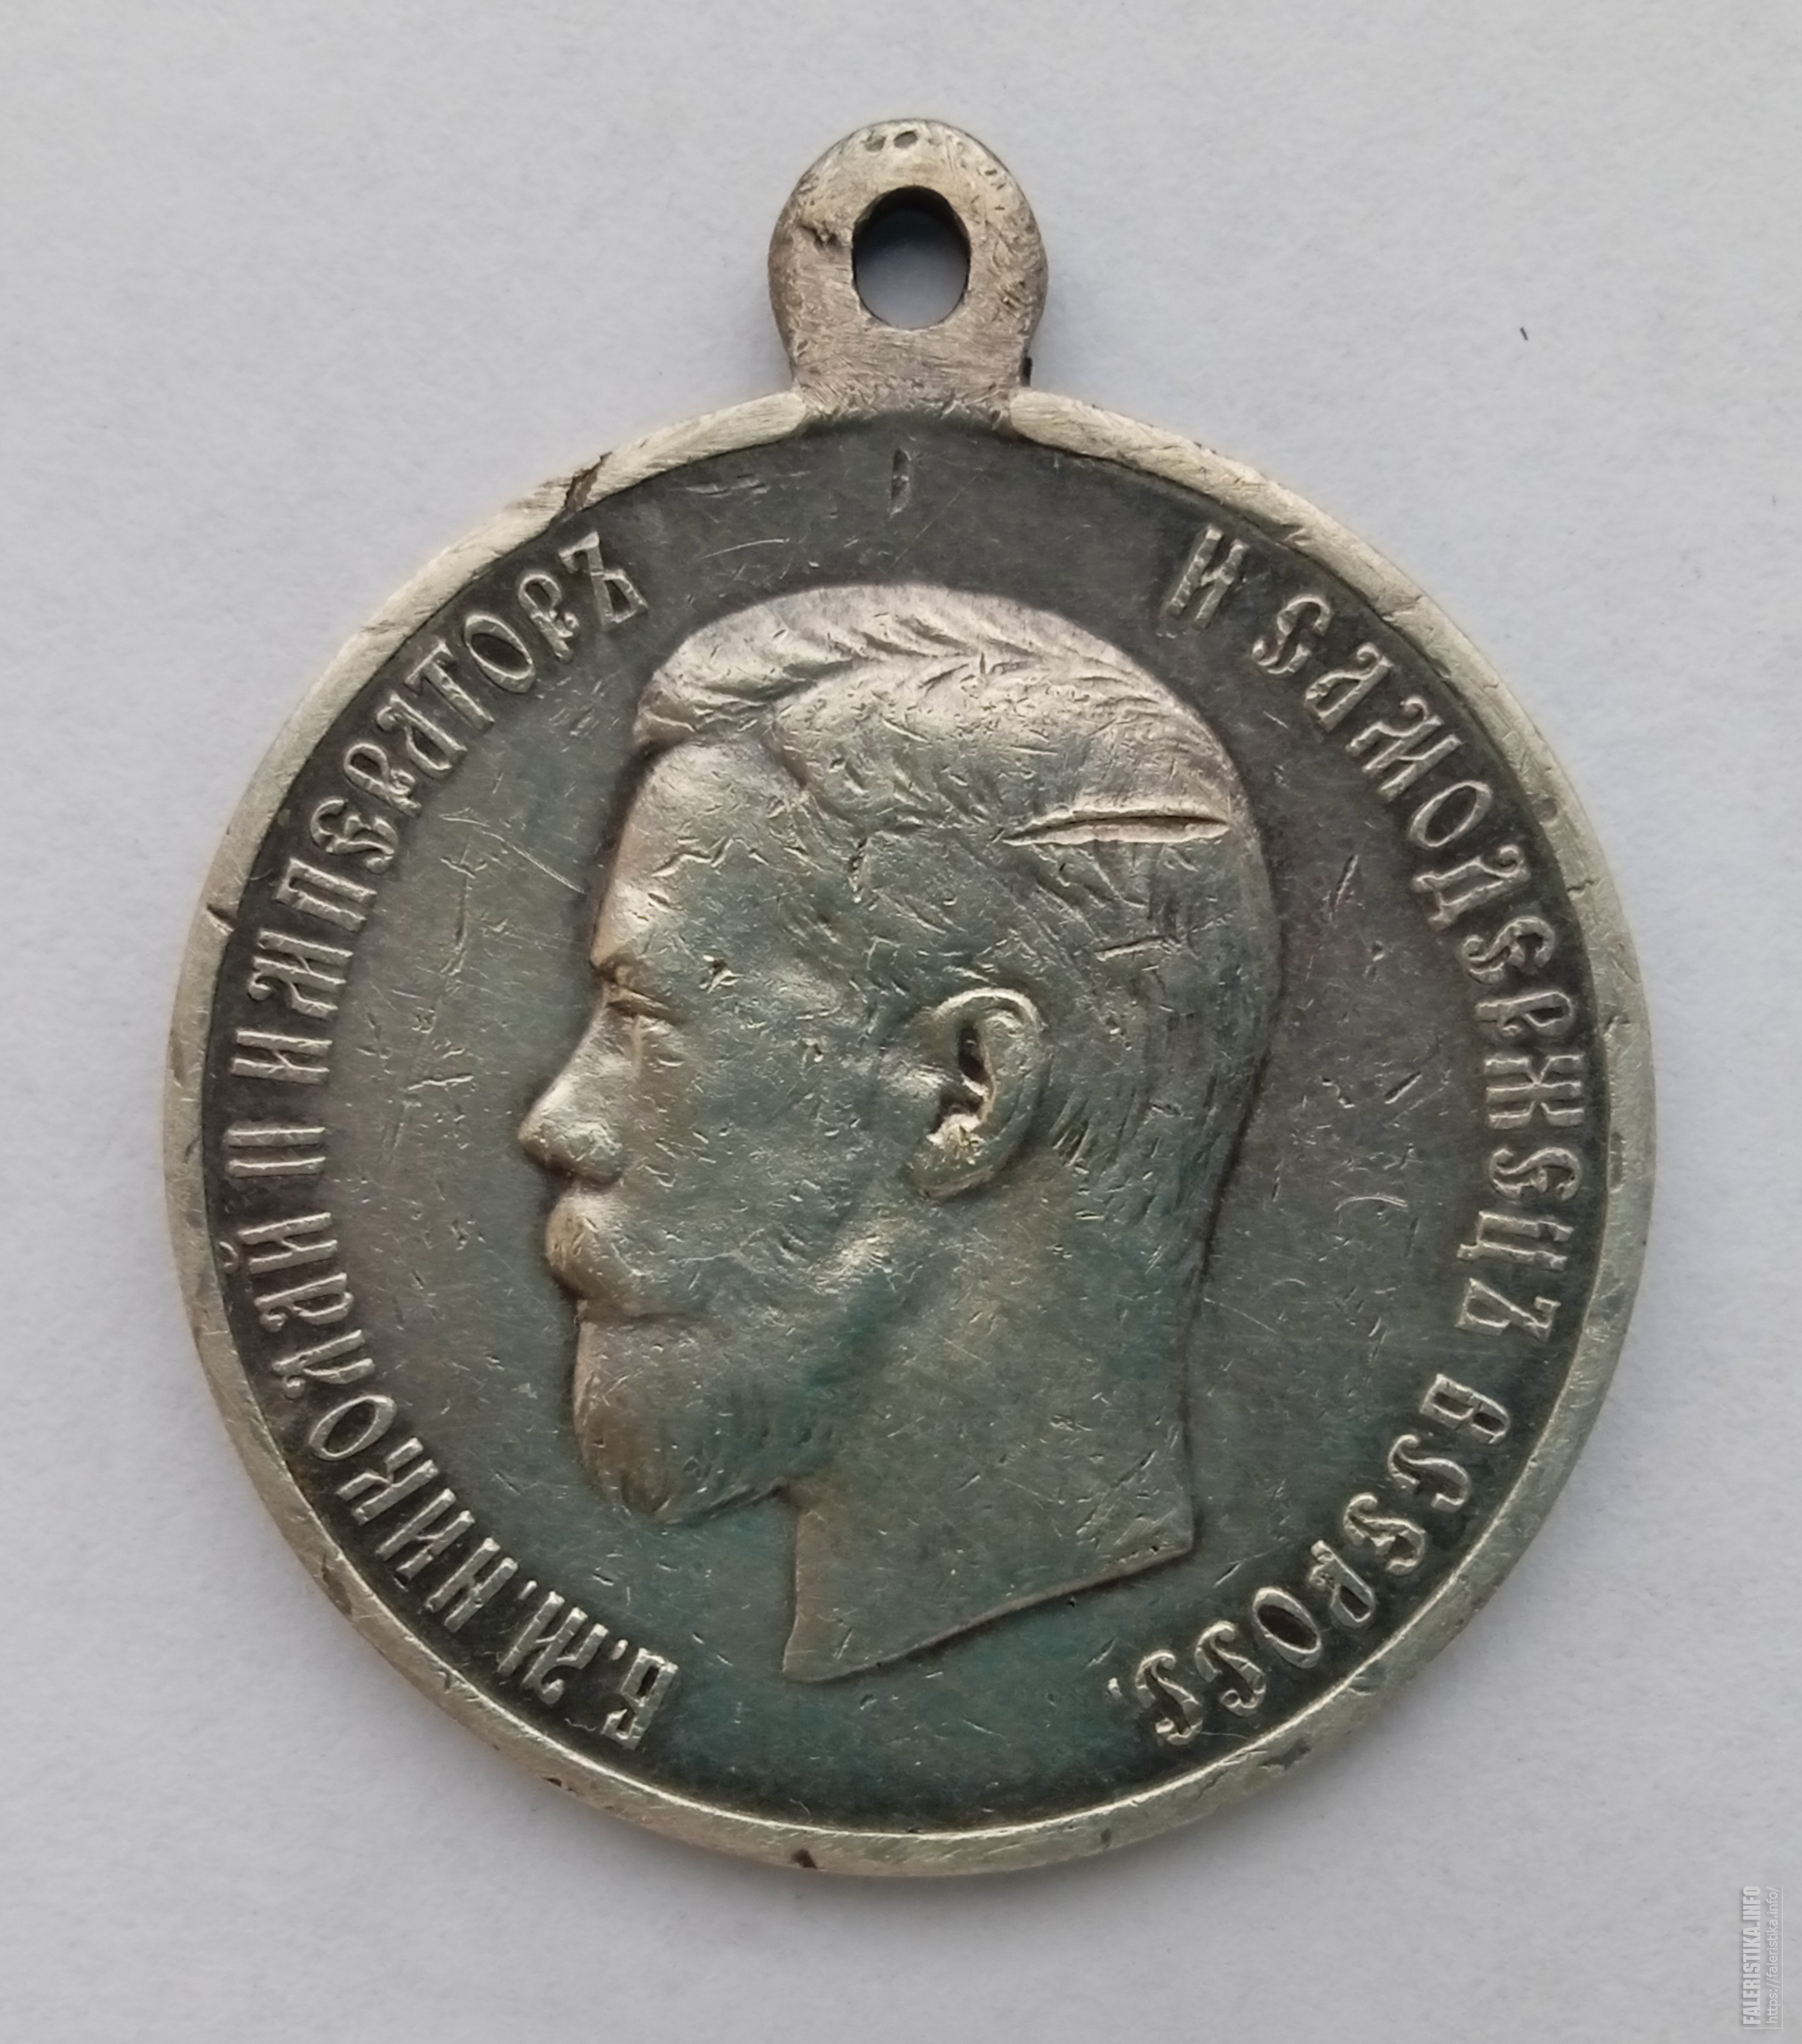 Б.М.НИКОЛАЙ II ИМПЕРАТОРЪ
И САМОДЕРЖЕЦЪ ВСЕРОСС.
FALERISTIKA.INFO
https://faleristika.info/